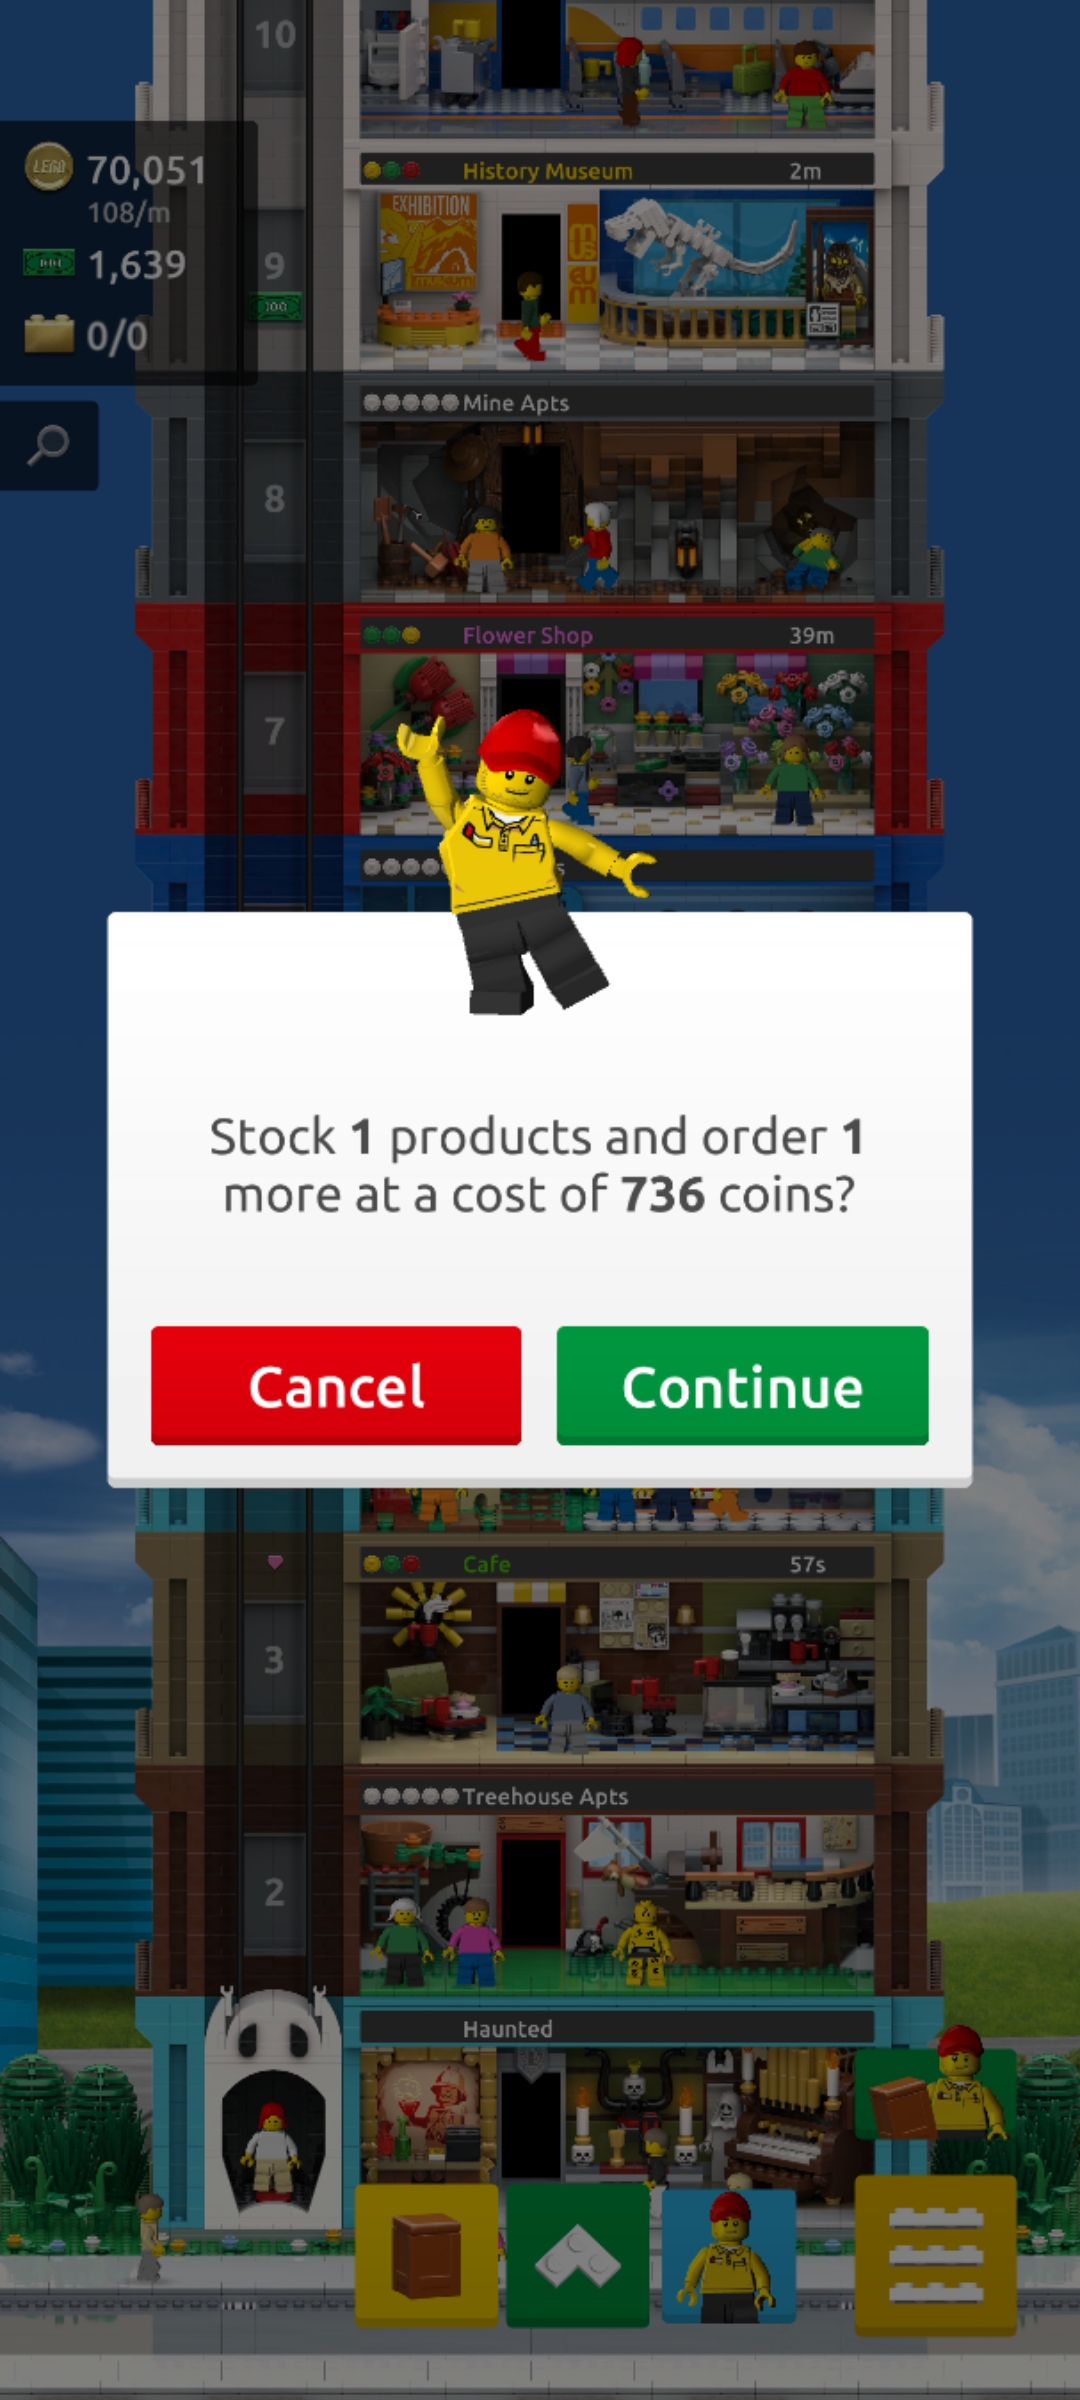 10
70,051
108/m
1,639
0/0
History Museum 2m
EXHIBITION
museum
9
100
Mine Apts
8
Flower Shop 39m
7
Stock 1 products and order 1
more at a cost of 736 coins?
Cancel
Continue
Cafe 57s
3
Treehouse Apts
2
Haunted